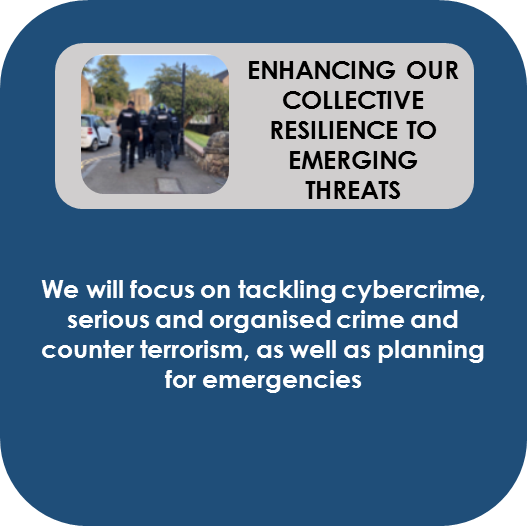 ENHANCING OUR
COLLECTIVE
RESILIENCE TO
EMERGING
THREATS
We will focus on tackling cybercrime,
serious and organised crime and
counter terrorism, as well as planning
for emergencies